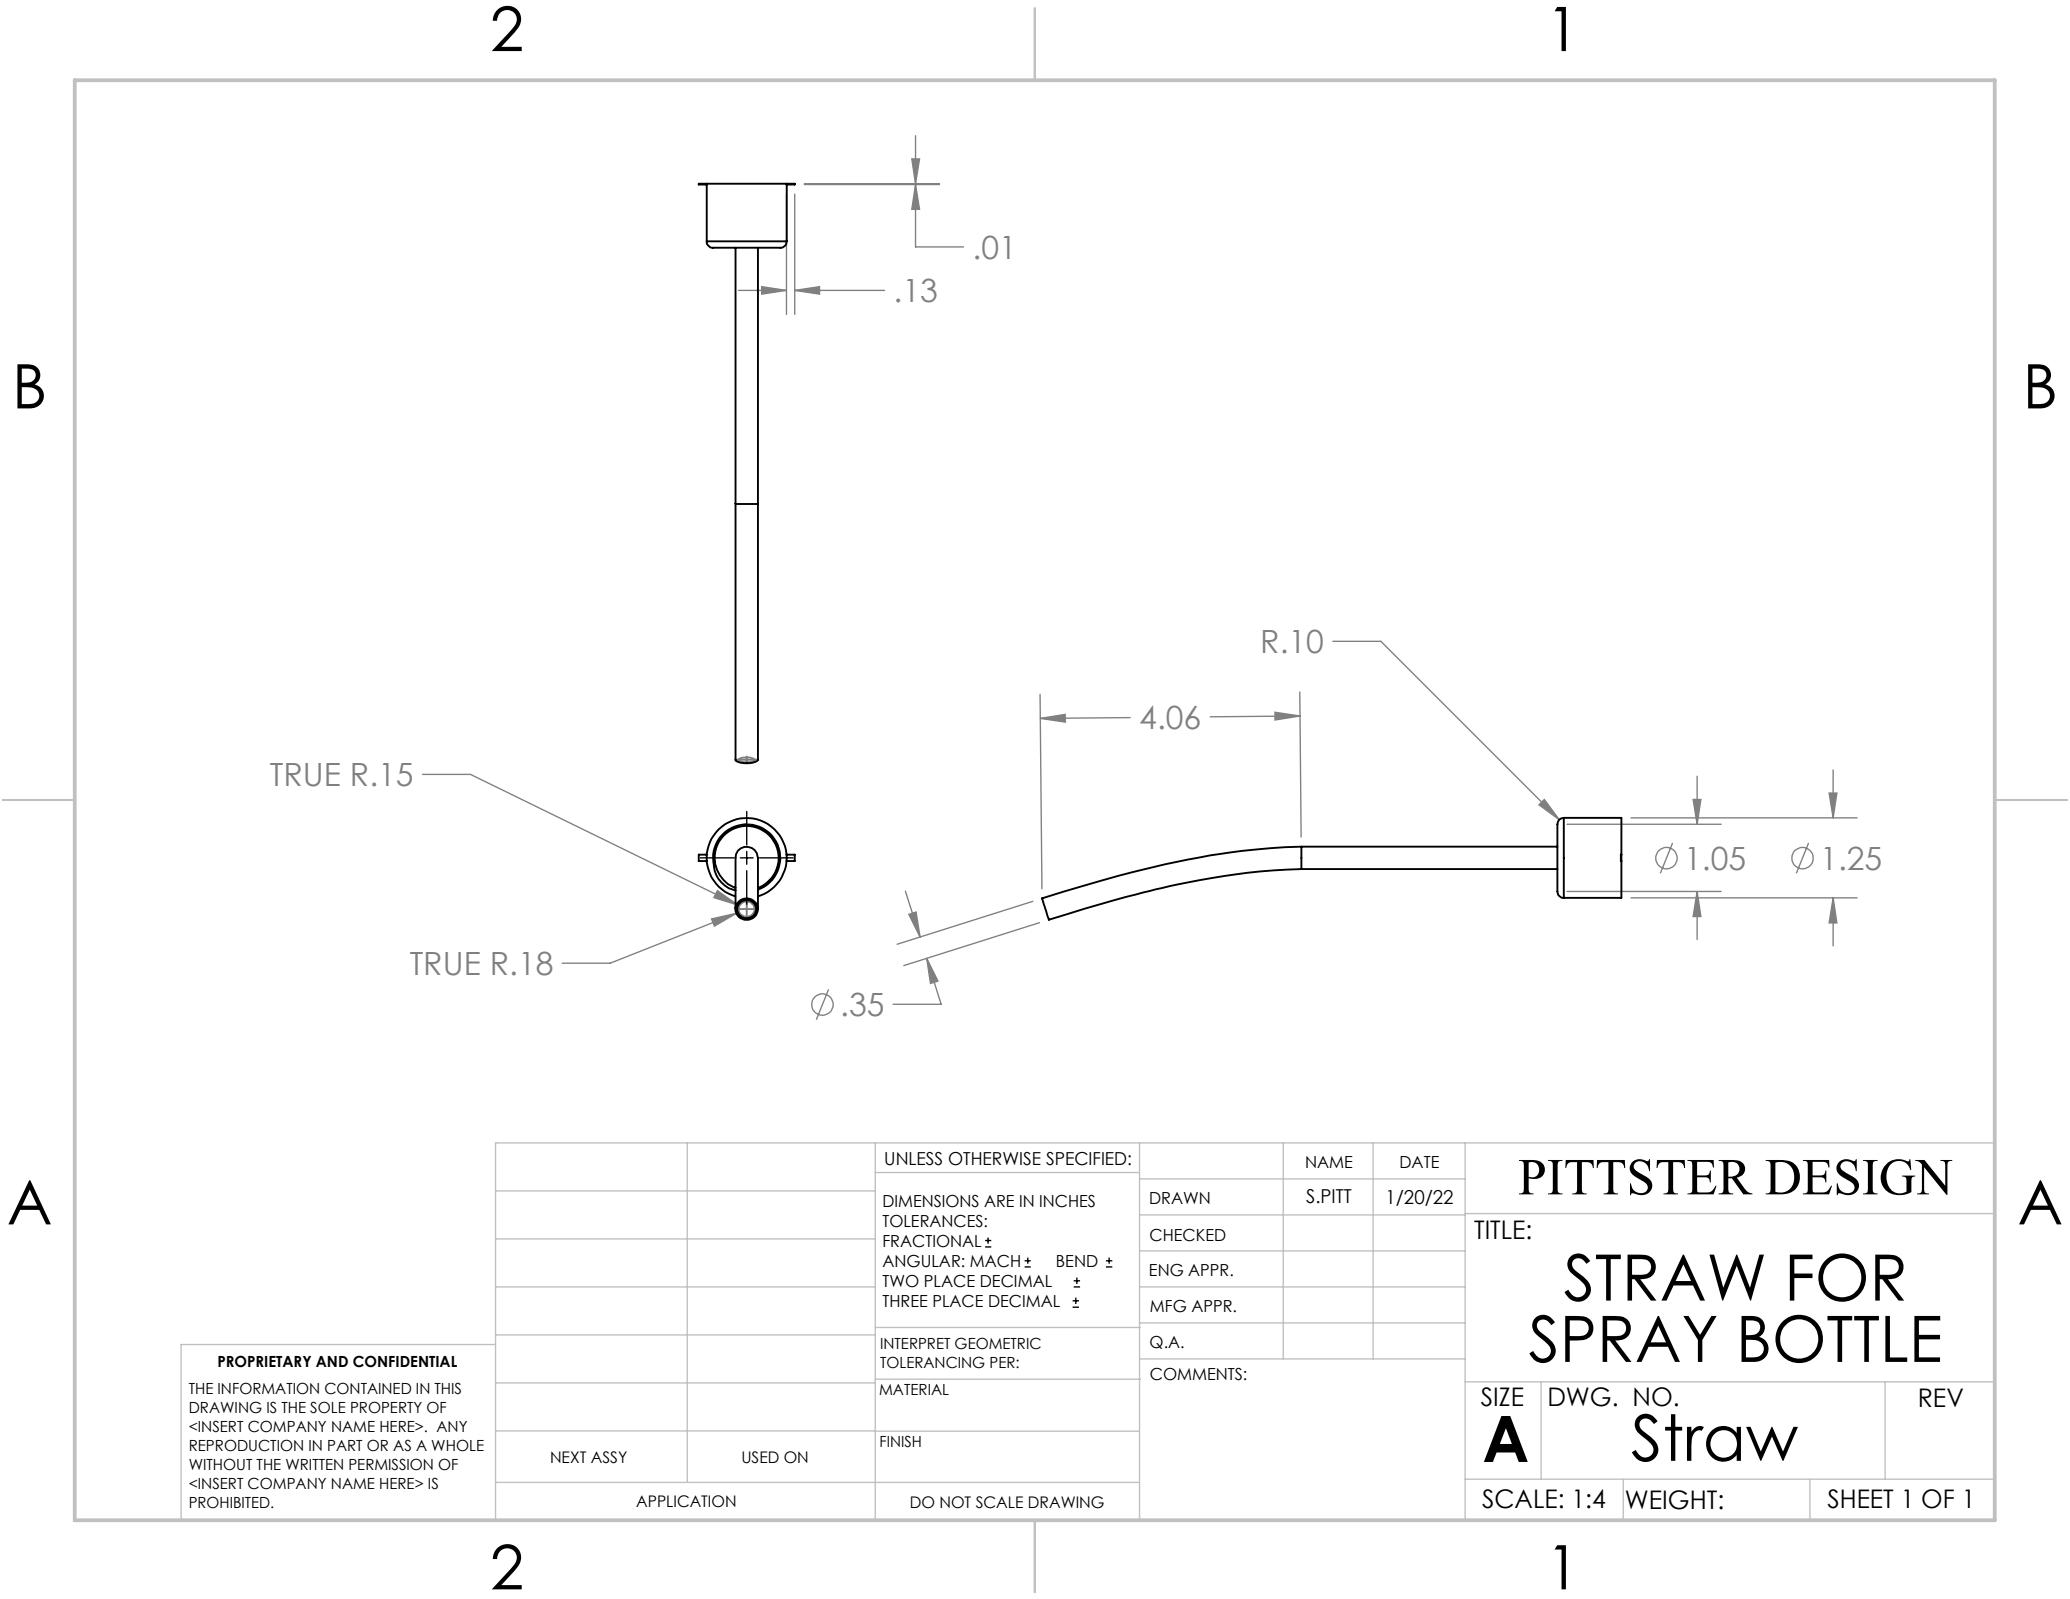 2
1
.01
.13
B
B
R.10
4.06
TRUE R.15
∅1.05
∅1.25
TRUE R.18
∅.35
A
A
UNLESS OTHERWISE SPECIFIED:
DIMENSIONS ARE IN INCHES
TOLERANCES:
FRACTIONAL±
ANGULAR: MACH± BEND ±
TWO PLACE DECIMAL ±
THREE PLACE DECIMAL ±
INTERPRET GEOMETRIC
TOLERANCING PER:
MATERIAL
FINISH
DO NOT SCALE DRAWING
NAME
DATE
DRAWN
S.PITT
1/20/22
CHECKED
ENG APPR.
MFG APPR.
Q.A.
COMMENTS:
PITTSTER DESIGN
TITLE:
STRAW FOR
SPRAY BOTTLE
SIZE
A
DWG. NO.
Straw
REV
SCALE: 1:4
WEIGHT:
SHEET 1 OF 1
PROPRIETARY AND CONFIDENTIAL
THE INFORMATION CONTAINED IN THIS
DRAWING IS THE SOLE PROPERTY OF
<INSERT COMPANY NAME HERE>. ANY
REPRODUCTION IN PART OR AS A WHOLE
WITHOUT THE WRITTEN PERMISSION OF
<INSERT COMPANY NAME HERE> IS
PROHIBITED.
NEXT ASSY
USED ON
APPLICATION
2
1